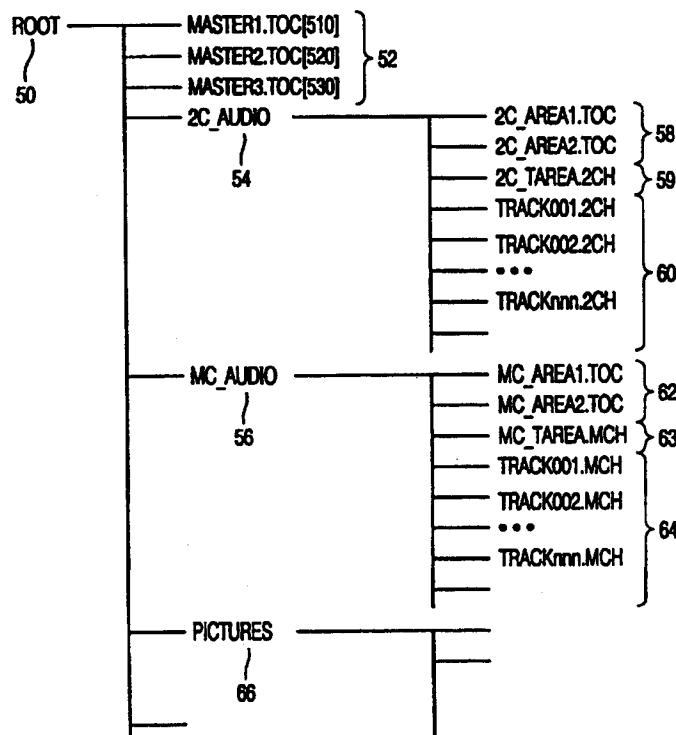 ROOT
50
MASTER1.TOC[510]
MASTER2.TOC[520]
MASTER3.TOC[530]
52
2C_AUDIO
54
2C_AREA1.TOC
2C_AREA2.TOC
58
2C_TAREA.2CH
59
TRACK001.2CH
TRACK002.2CH
•••
TRACKnnn.2CH
60
MC_AUDIO
56
MC_AREA1.TOC
MC_AREA2.TOC
62
MC_TAREA.MCH
63
TRACK001.MCH
TRACK002.MCH
•••
TRACKnnn.MCH
64
PICTURES
66